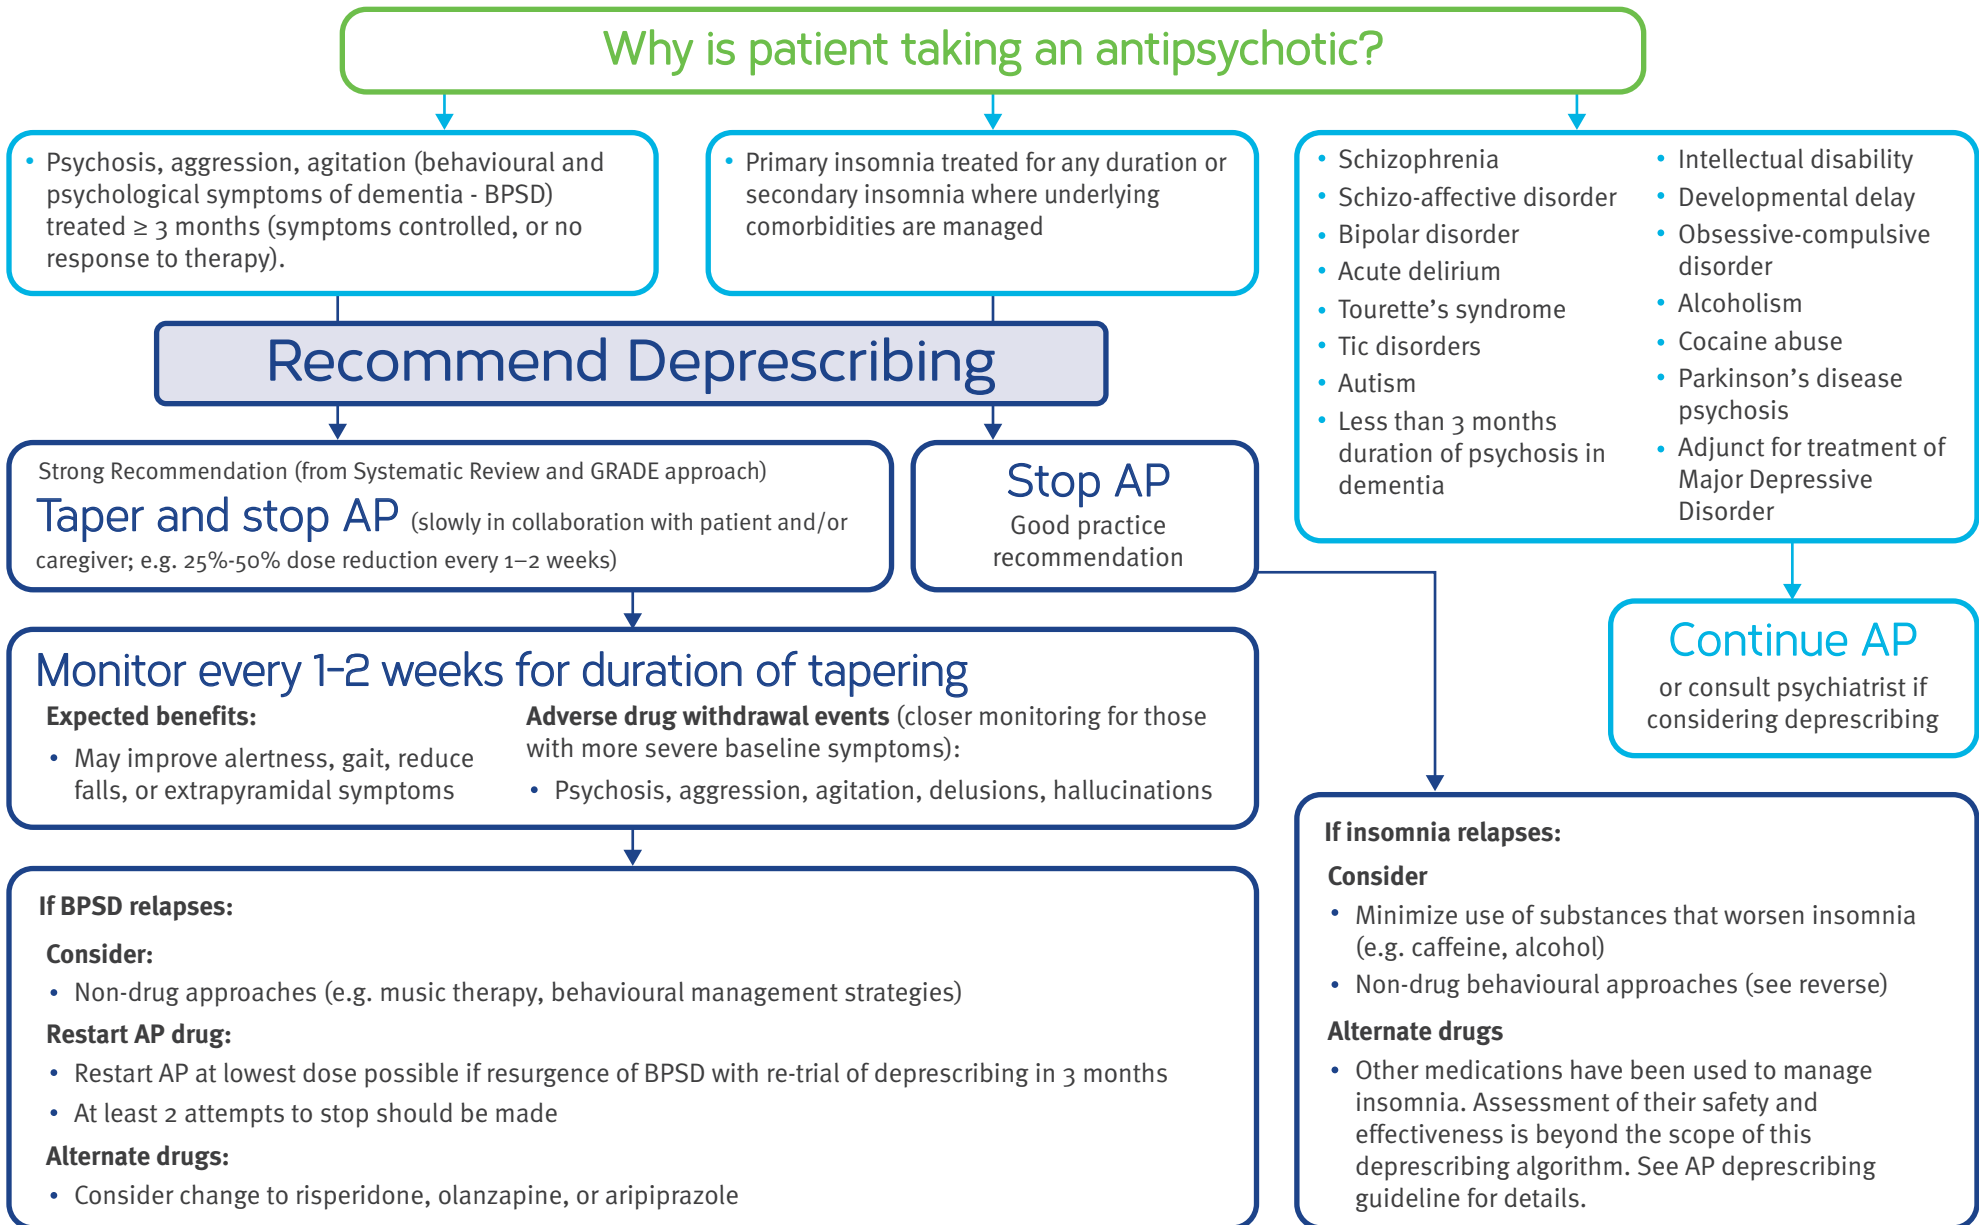 Why is patient taking an antipsychotic?
• Psychosis, aggression, agitation (behavioural and
psychological symptoms of dementia - BPSD)
treated ≥ 3 months (symptoms controlled, or no
response to therapy).
• Primary insomnia treated for any duration or
secondary insomnia where underlying
comorbidities are managed
• Schizophrenia
• Schizo-affective disorder
• Bipolar disorder
• Acute delirium
• Tourette's syndrome
• Tic disorders
• Autism
• Less than 3 months
duration of psychosis in
dementia
• Intellectual disability
• Developmental delay
• Obsessive-compulsive
disorder
• Alcoholism
• Cocaine abuse
• Parkinson's disease
psychosis
• Adjunct for treatment of
Major Depressive
Disorder
Recommend Deprescribing
Strong Recommendation (from Systematic Review and GRADE approach)
Taper and stop AP (slowly in collaboration with patient and/or
caregiver; e.g. 25%-50% dose reduction every 1–2 weeks)
Stop AP
Good practice
recommendation
Continue AP
or consult psychiatrist if
considering deprescribing
Monitor every 1-2 weeks for duration of tapering
Expected benefits:
• May improve alertness, gait, reduce
falls, or extrapyramidal symptoms
Adverse drug withdrawal events (closer monitoring for those
with more severe baseline symptoms):
• Psychosis, aggression, agitation, delusions, hallucinations
If BPSD relapses:
Consider:
• Non-drug approaches (e.g. music therapy, behavioural management strategies)
Restart AP drug:
• Restart AP at lowest dose possible if resurgence of BPSD with re-trial of deprescribing in 3 months
• At least 2 attempts to stop should be made
Alternate drugs:
• Consider change to risperidone, olanzapine, or aripiprazole
If insomnia relapses:
Consider
• Minimize use of substances that worsen insomnia
(e.g. caffeine, alcohol)
• Non-drug behavioural approaches (see reverse)
Alternate drugs
• Other medications have been used to manage
insomnia. Assessment of their safety and
effectiveness is beyond the scope of this
deprescribing algorithm. See AP deprescribing
guideline for details.